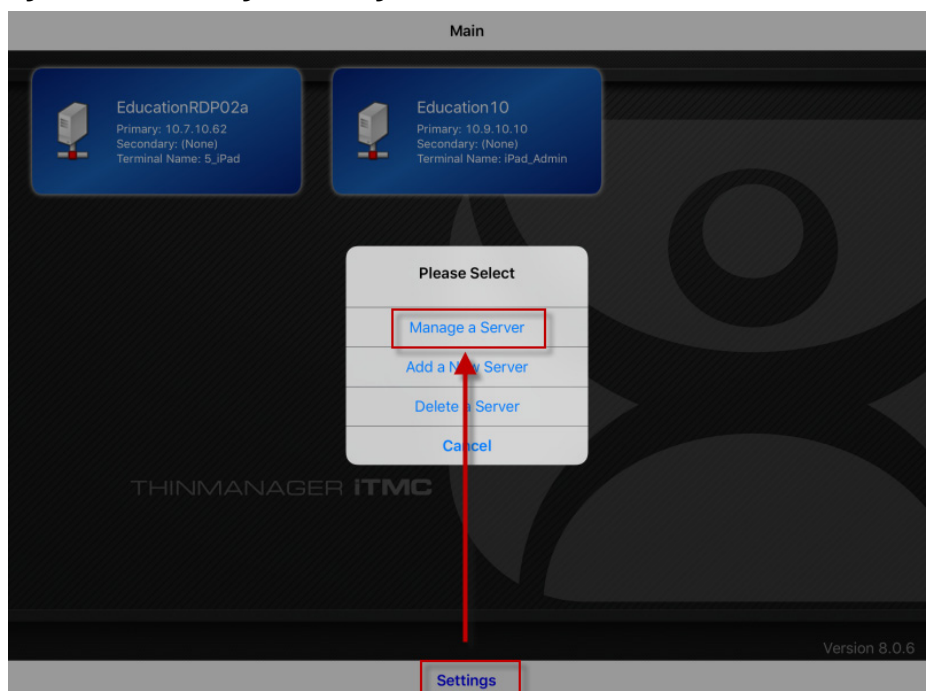 Main
EducationRDP02a
Primary: 10.7.10.62
Secondary: (None)
Terminal Name: 5_iPad
Education10
Primary: 10.9.10.10
Secondary: (None)
Terminal Name: iPad_Admin
Please Select
Manage a Server
Add a New Server
Delete a Server
Cancel
THINMANAGER iTMC
Version 8.0.6
Settings